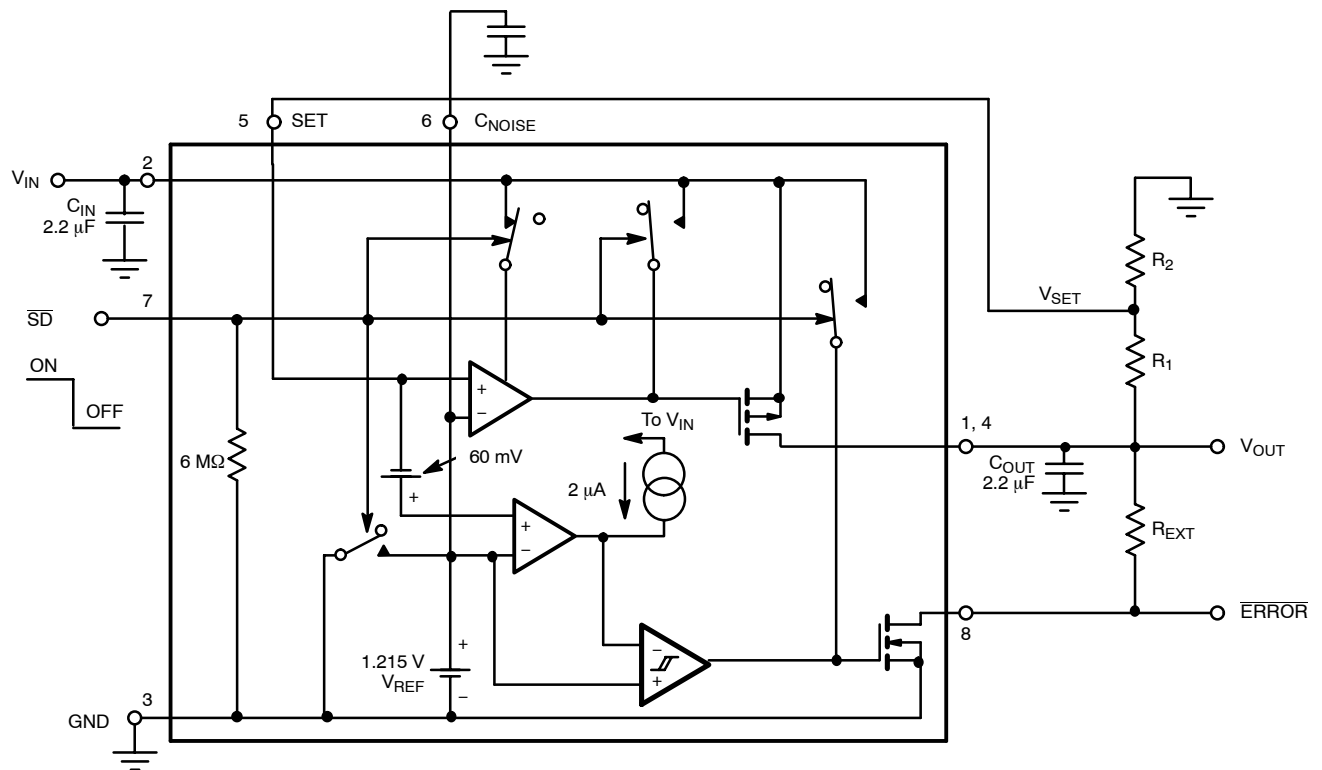 5 SET 6 CNOISE
2
VIN
CIN
2.2 μF
7
SD
ON
OFF
6 MΩ
+
−
60 mV
+
To VIN
2 μA
+
−
−
+
1.215 V
VREF
+
−
3
GND
R2
VSET
R1
1, 4
VOUT
COUT
2.2 μF
REXT
ERROR
8